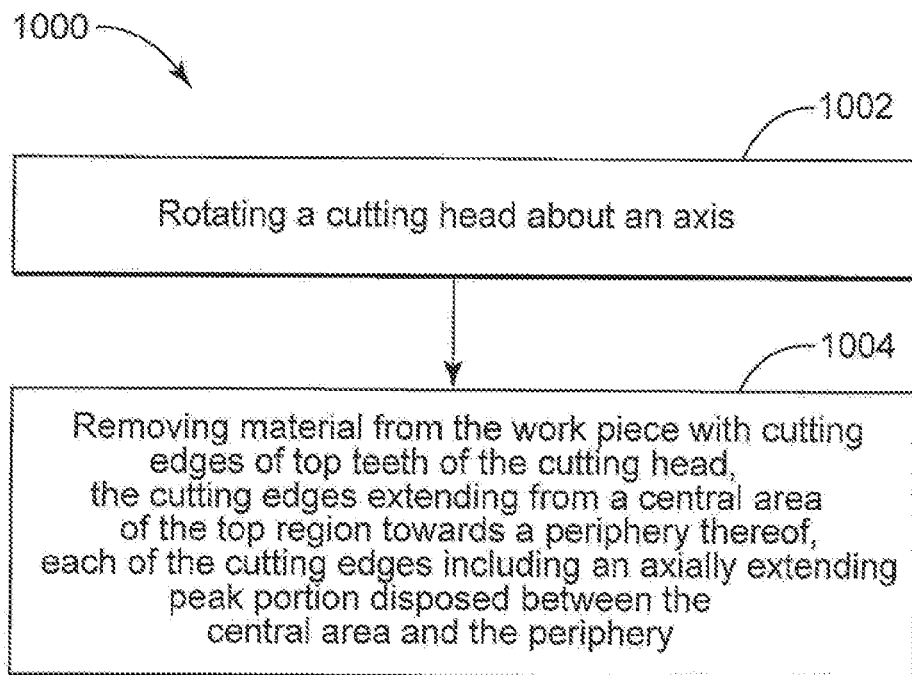 1000
1002
Rotating a cutting head about an axis
1004
Removing material from the work piece with cutting
edges of top teeth of the cutting head,
the cutting edges extending from a central area
of the top region towards a periphery thereof,
each of the cutting edges including an axially extending
peak portion disposed between the
central area and the periphery